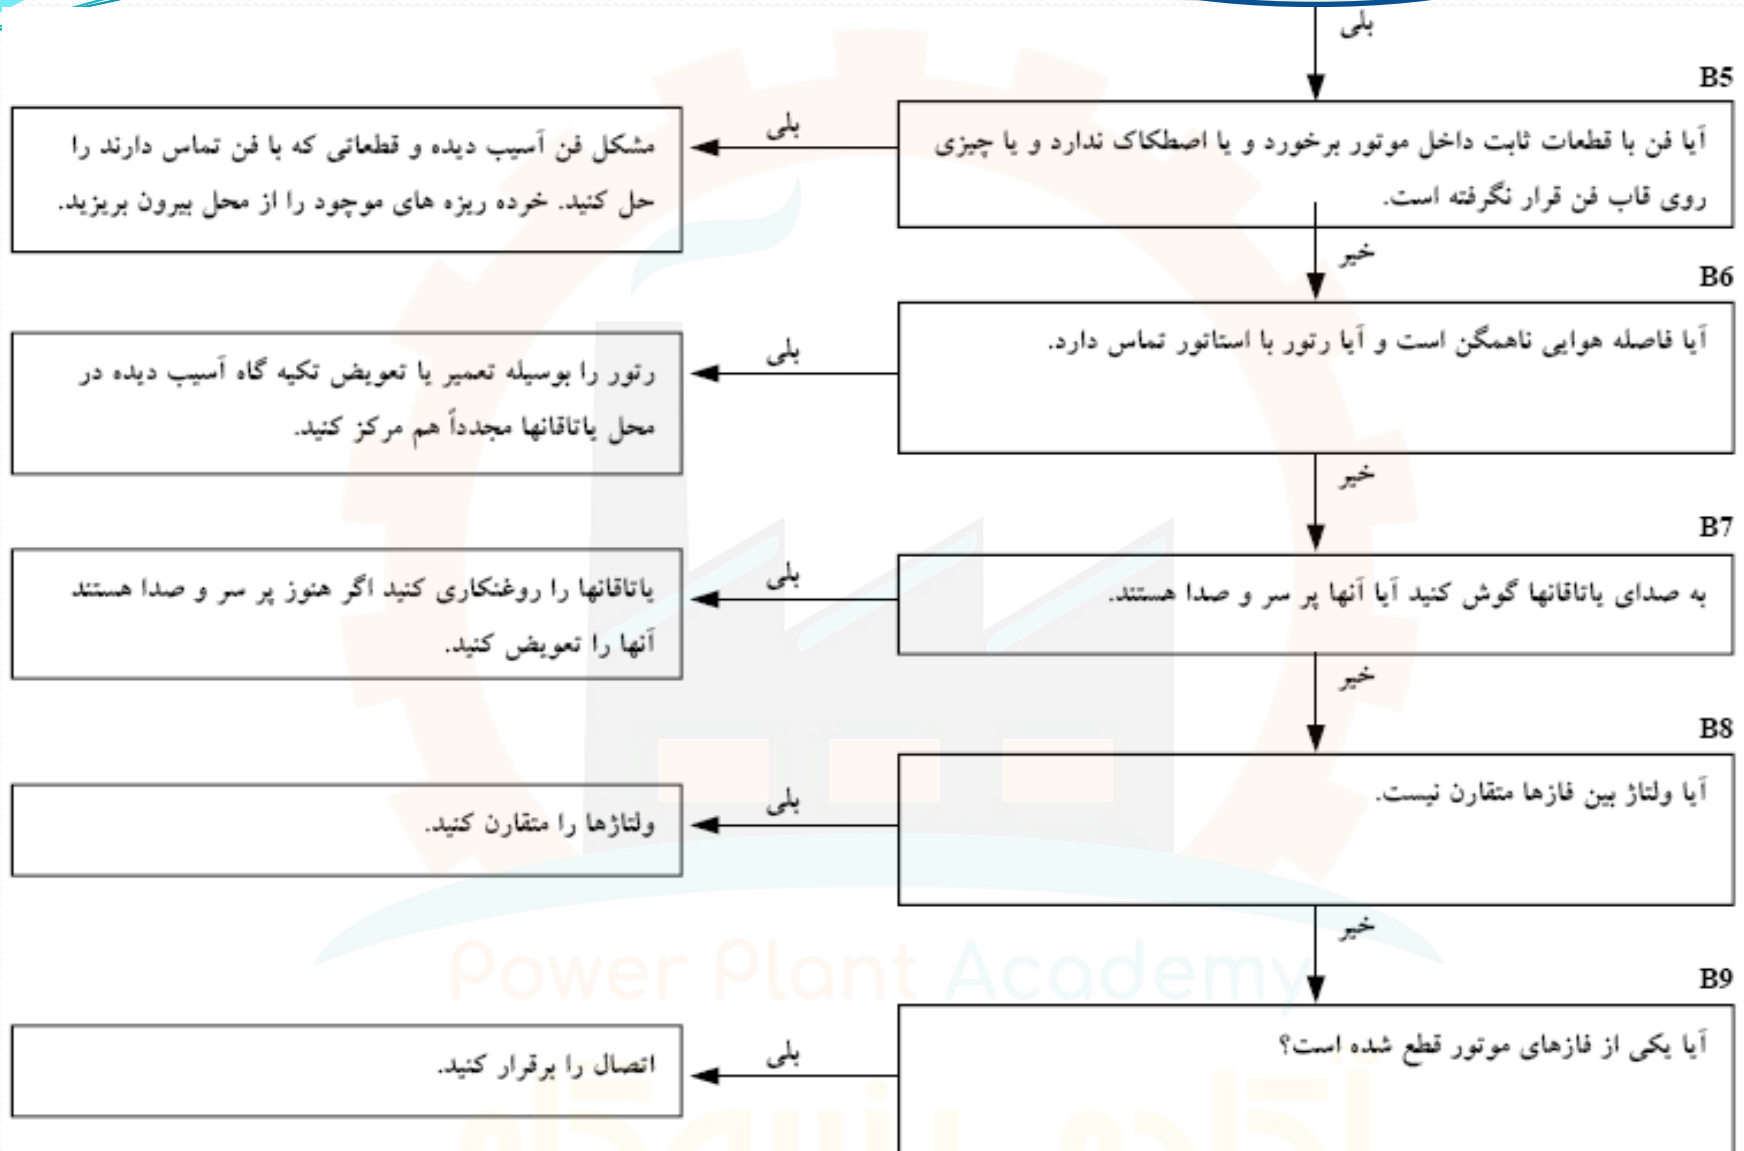 بلی
B5
آیا فن با قطعات ثابت داخل موتور برخورد و یا اصطکاک ندارد و یا چیزی
روی قاب فن قرار نگرفته است.
بلی
مشکل فن آسیب دیده و قطعاتی که با فن تماس دارند را
حل کنید. خرده ریزه های موجود را از محل بیرون بریزید.
خیر
B6
آیا فاصله هوایی ناهمگن است و آیا رتور با استاتور تماس دارد.
بلی
رتور را بوسیله تعمیر یا تعویض تکیه گاه آسیب دیده در
محل یاتاقانها مجدداً هم مرکز کنید.
خیر
B7
به صدای یاتاقانها گوش کنید آیا آنها پر سر و صدا هستند.
بلی
یاتاقانها را روغنکاری کنید اگر هنوز پر سر و صدا هستند
آنها را تعویض کنید.
خیر
B8
آیا ولتاژ بین فازها متقارن نیست.
بلی
ولتاژها را متقارن کنید.
خیر
Power Plant Academy
B9
آیا یکی از فازهای موتور قطع شده است؟
بلی
اتصال را برقرار کنید.